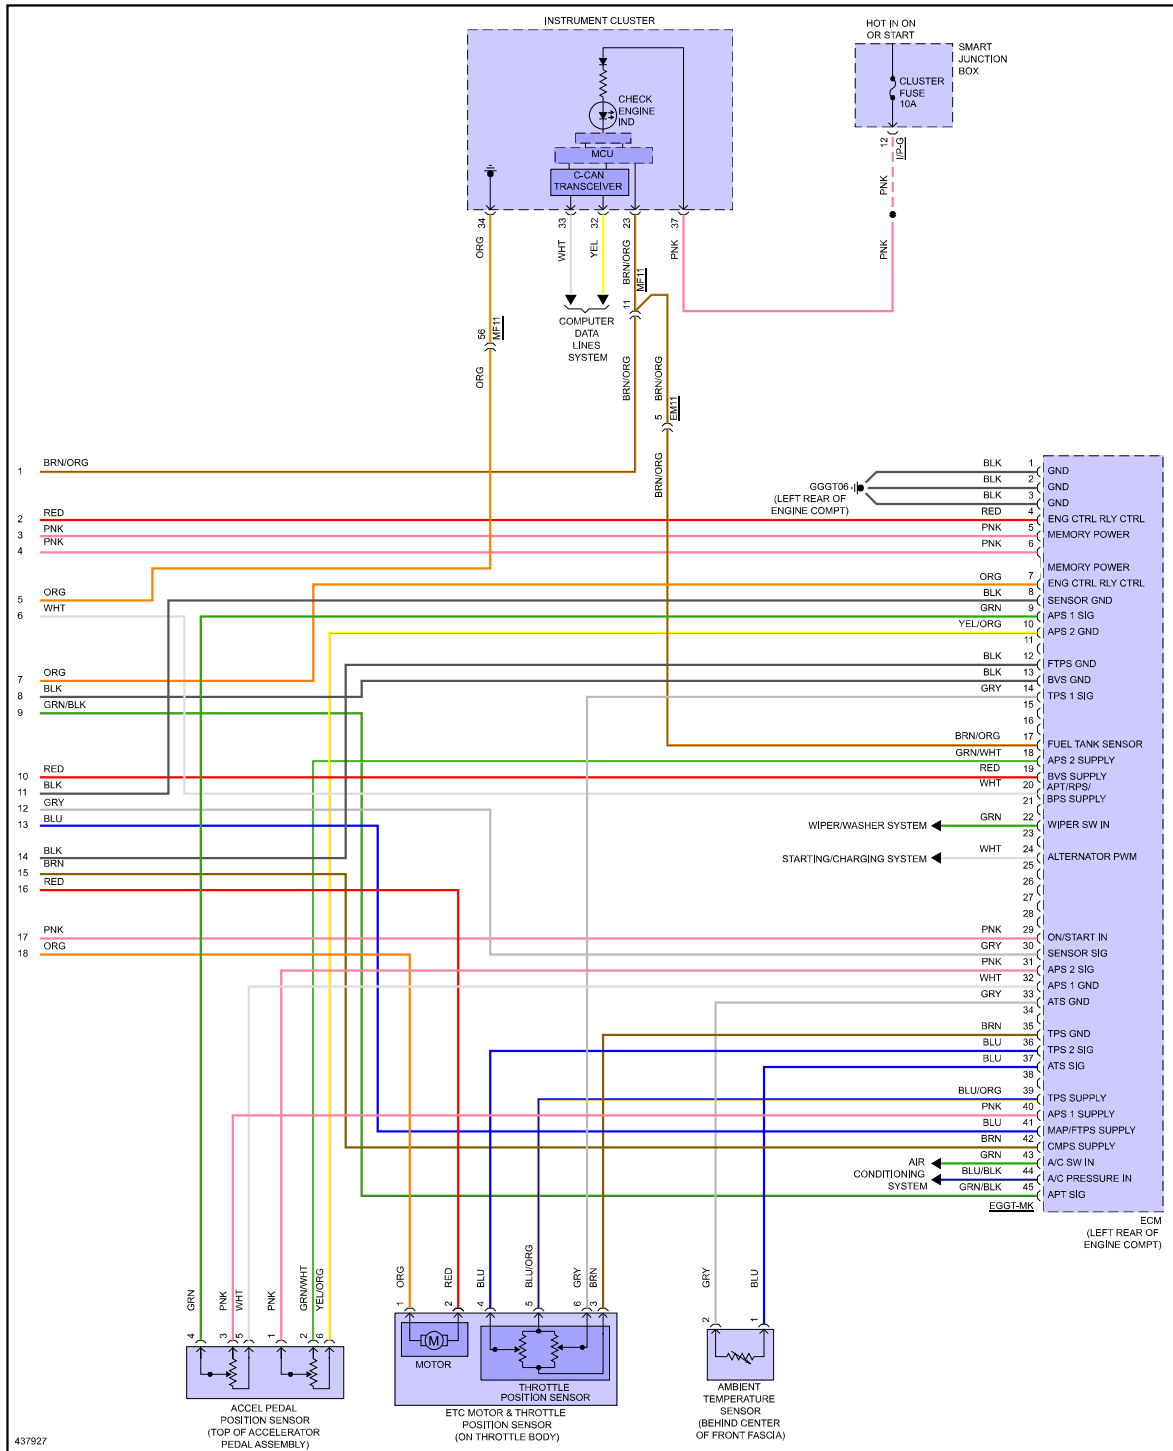 INSTRUMENT CLUSTER
HOT IN ON
OR START
SMART
JUNCTION
BOX
CLUSTER
FUSE
10A
CHECK
ENGINE
IND
MCU
C-CAN
TRANSCEIVER
12
I/P-G
PNK
PNK
34
33
32
23
37
ORG
WHT
YEL
BRN/ORG
PNK
MF11
11
COMPUTER
DATA
LINES
SYSTEM
56
MF11
ORG
BRN/ORG
BRN/ORG
5
EM11
BRN/ORG
1 BRN/ORG
2 RED
3 PNK
4 PNK
5 ORG
6 WHT
7 ORG
8 BLK
9 GRN/BLK
10 RED
11 BLK
12 GRY
13 BLU
14 BLK
15 BRN
16 RED
17 PNK
18 ORG
GGGT06
(LEFT REAR OF
ENGINE COMPT)
BLK 1 GND
BLK 2 GND
BLK 3 GND
RED 4 ENG CTRL RLY CTRL
PNK 5 MEMORY POWER
PNK 6
MEMORY POWER
ORG 7 ENG CTRL RLY CTRL
BLK 8 SENSOR GND
GRN 9 APS 1 SIG
YEL/ORG 10 APS 2 GND
11
BLK 12 FTPS GND
BLK 13 BVS GND
GRY 14 TPS 1 SIG
15
16
BRN/ORG 17 FUEL TANK SENSOR
GRN/WHT 18 APS 2 SUPPLY
RED 19 BVS SUPPLY
WHT 20 APT/RPS/
21 BPS SUPPLY
WIPER/WASHER SYSTEM GRN 22 WIPER SW IN
23
STARTING/CHARGING SYSTEM WHT 24 ALTERNATOR PWM
25
26
27
28
PNK 29 ON/START IN
GRY 30 SENSOR SIG
PNK 31 APS 2 SIG
WHT 32 APS 1 GND
GRY 33 ATS GND
34
BRN 35 TPS GND
BLU 36 TPS 2 SIG
BLU 37 ATS SIG
38
BLU/ORG 39 TPS SUPPLY
PNK 40 APS 1 SUPPLY
BLU 41 MAP/FTPS SUPPLY
BRN 42 CMPS SUPPLY
AIR
CONDITIONING
SYSTEM
GRN 43 A/C SW IN
BLU/BLK 44 A/C PRESSURE IN
GRN/BLK 45 APT SIG
EGGT-MK
ECM
(LEFT REAR OF
ENGINE COMPT)
GRN
PNK
WHT
PNK
GRN/WHT
YEL/ORG
ORG
RED
BLU
BLU/ORG
GRY
BRN
GRY
BLU
4
3
5
1
2
6
1
2
4
5
6
3
2
1
M
MOTOR
THROTTLE
POSITION SENSOR
ACCEL PEDAL
POSITION SENSOR
(TOP OF ACCELERATOR
PEDAL ASSEMBLY)
ETC MOTOR & THROTTLE
POSITION SENSOR
(ON THROTTLE BODY)
AMBIENT
TEMPERATURE
SENSOR
(BEHIND CENTER
OF FRONT FASCIA)
437927